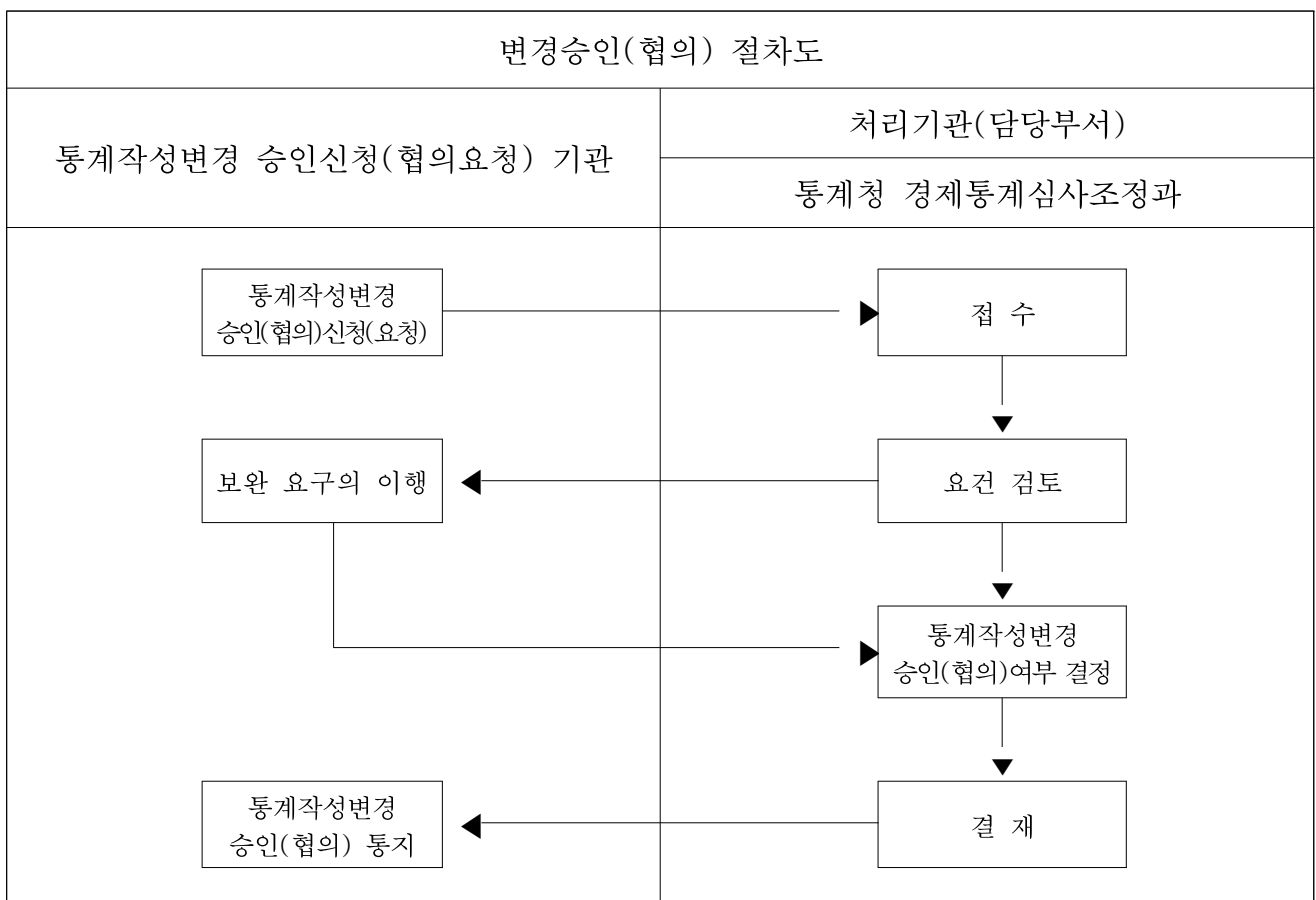 변경승인(협의) 절차도
통계작성변경 승인신청(협의요청) 기관
처리기관(담당부서)
통계청 경제통계심사조정과
통계작성변경
승인(협의)신청(요청)
접 수
보완 요구의 이행
요건 검토
통계작성변경
승인(협의)여부 결정
통계작성변경
승인(협의) 통지
결 재